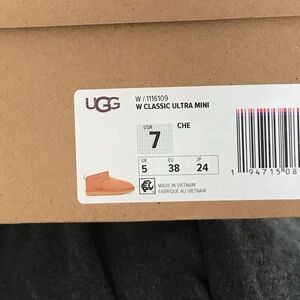 UGG
W / 1116109
W CLASSIC ULTRA MINI
USA
7
CHE
UK
EU
JP
5
38
24
MADE IN VIETNAM
FABRIQUÉ AU VIETNAM
1 94715 08